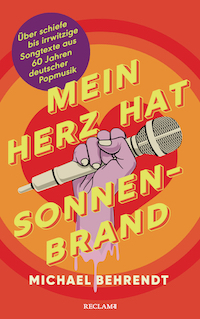 Über schiefe
bis irrwitzige
Songtexte aus
60 Jahren
deutscher
Popmusik
MEIN
HERZ HAT
SONNEN-
BRAND
MICHAEL BEHRENDT
RECLAM